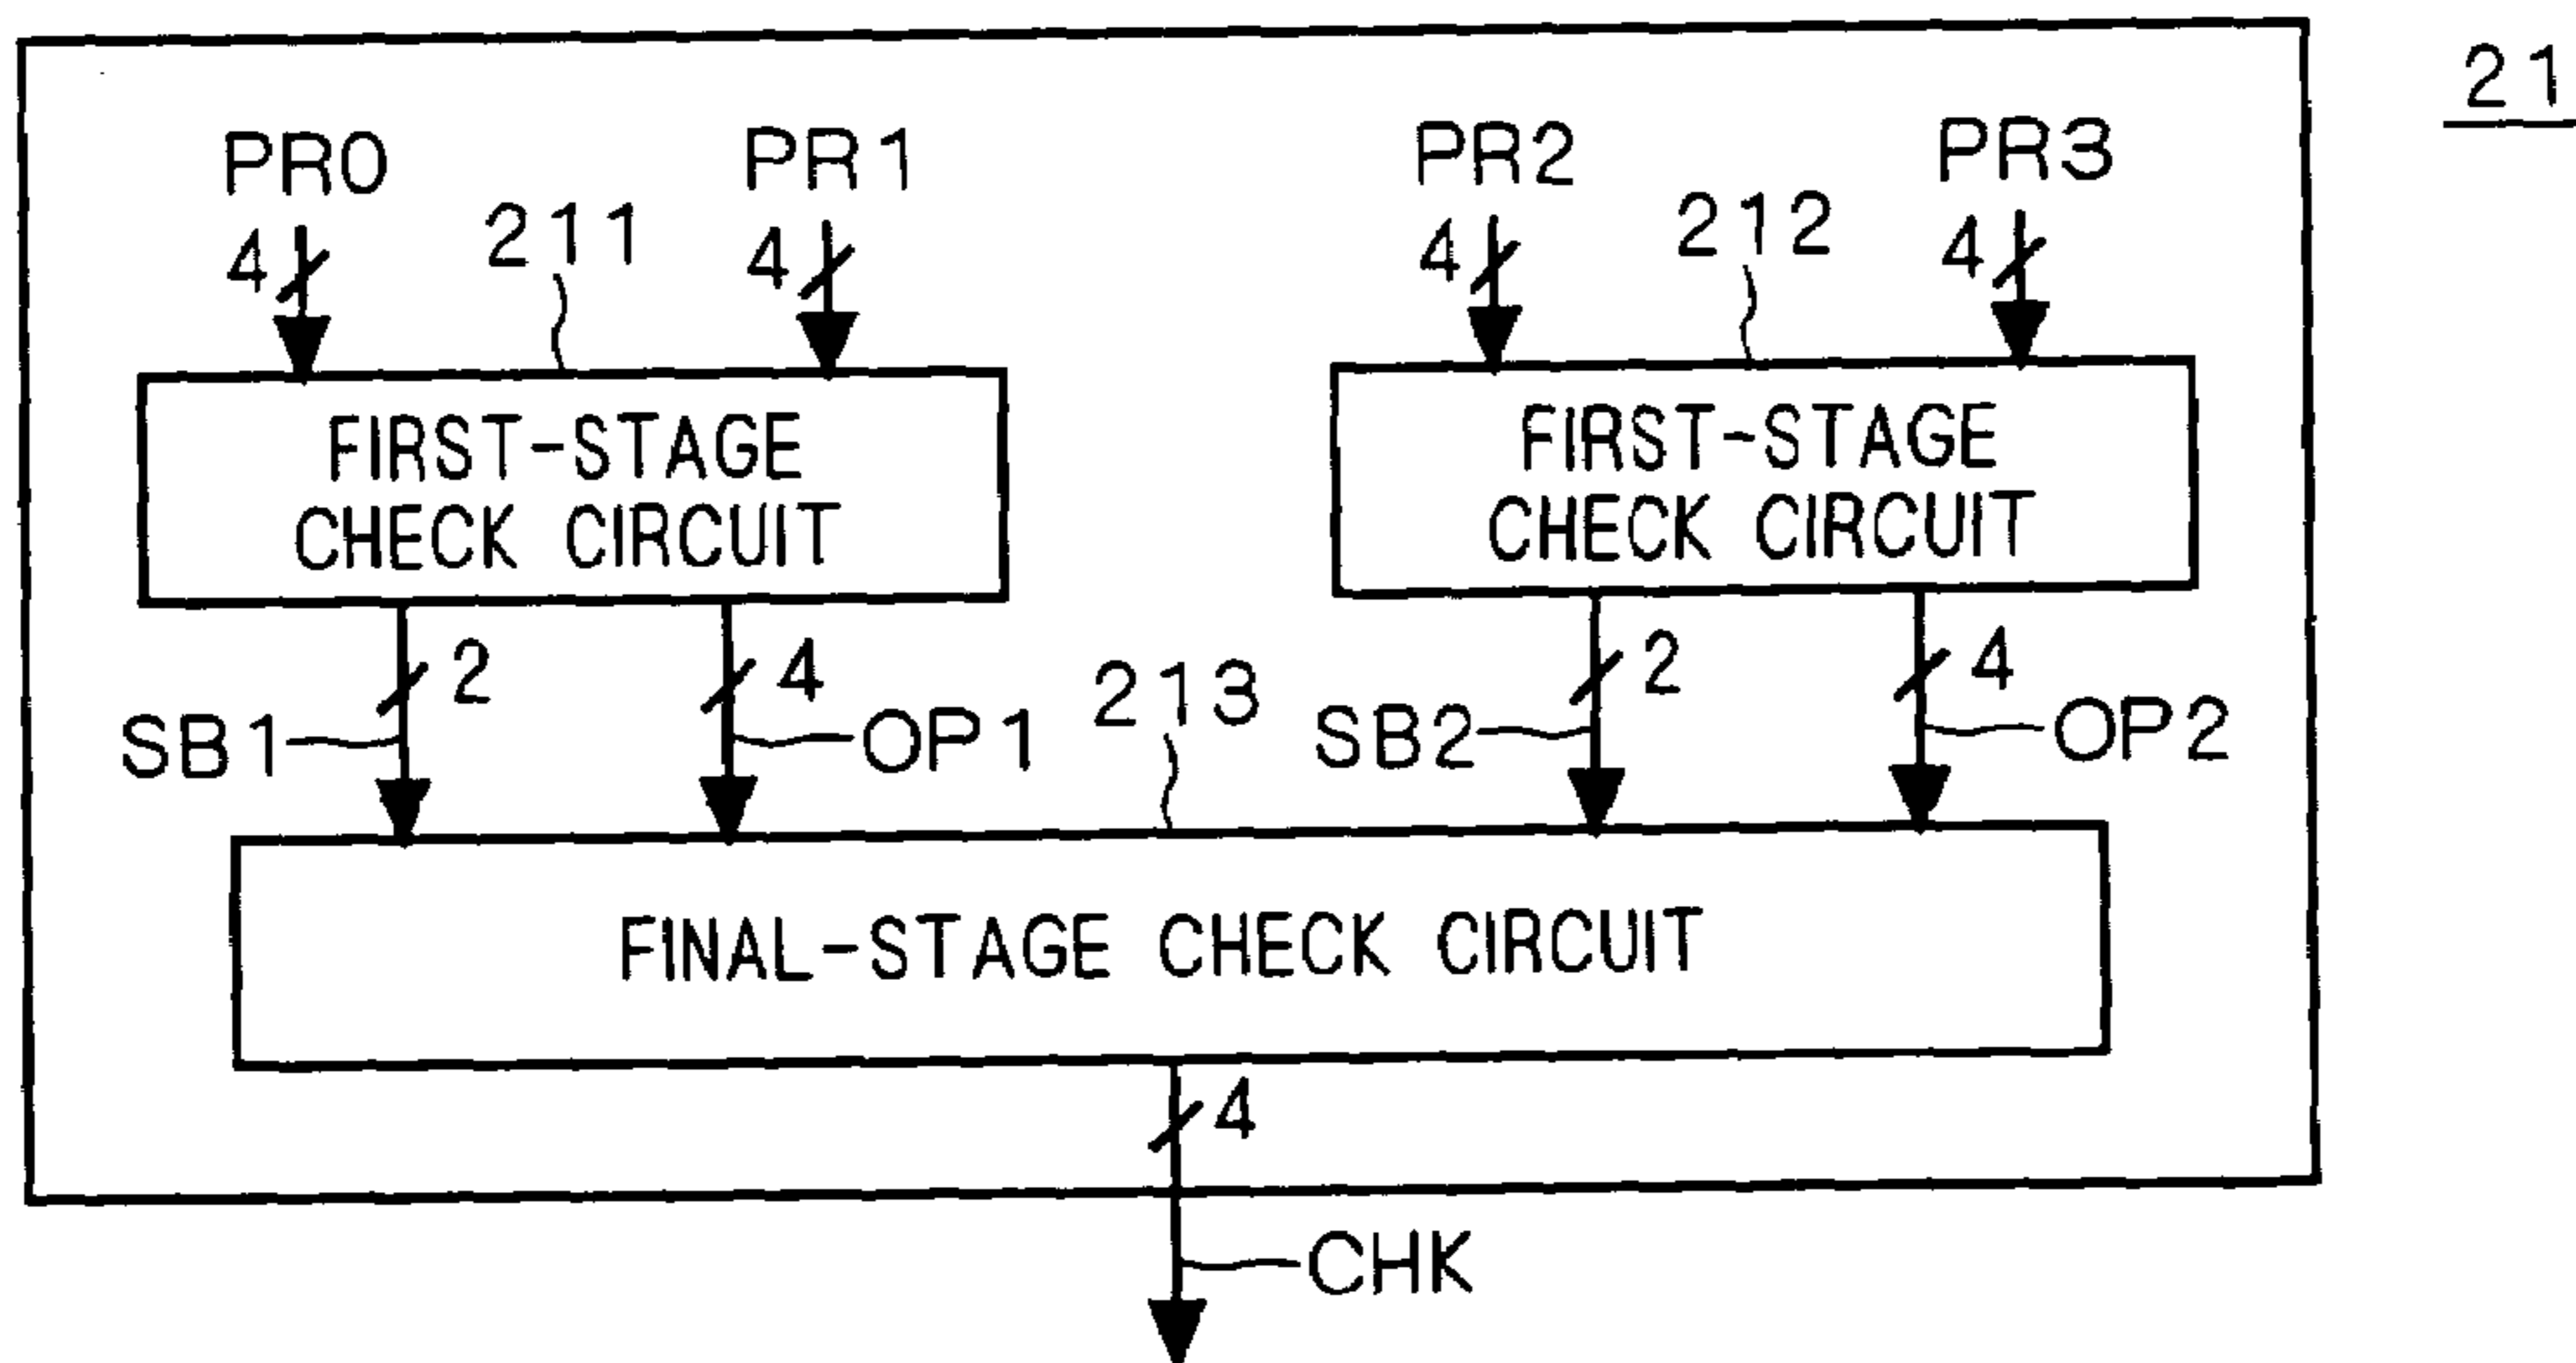 21
PR0 PR1 PR2 PR3
4 211 4 4 212 4
FIRST-STAGE
CHECK CIRCUIT
FIRST-STAGE
CHECK CIRCUIT
2 4 213 2 4
SB1 OP1 SB2 OP2
FINAL-STAGE CHECK CIRCUIT
4
CHK